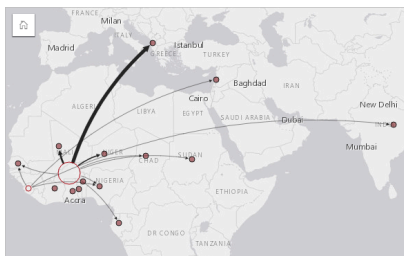 FRANCE
Milan
ITALY
Madrid
Istanbul
GREECE
TURKEY
Baghdad
IRAN
Cairo
ALGERIA
LIBYA
EGYPT
New Delhi
SAUDI ARABIA
Dubai
Mumbai
CHAD
SUDAN
NIGERIA
Accra
ETHIOPIA
DR CONGO
TANZANIA